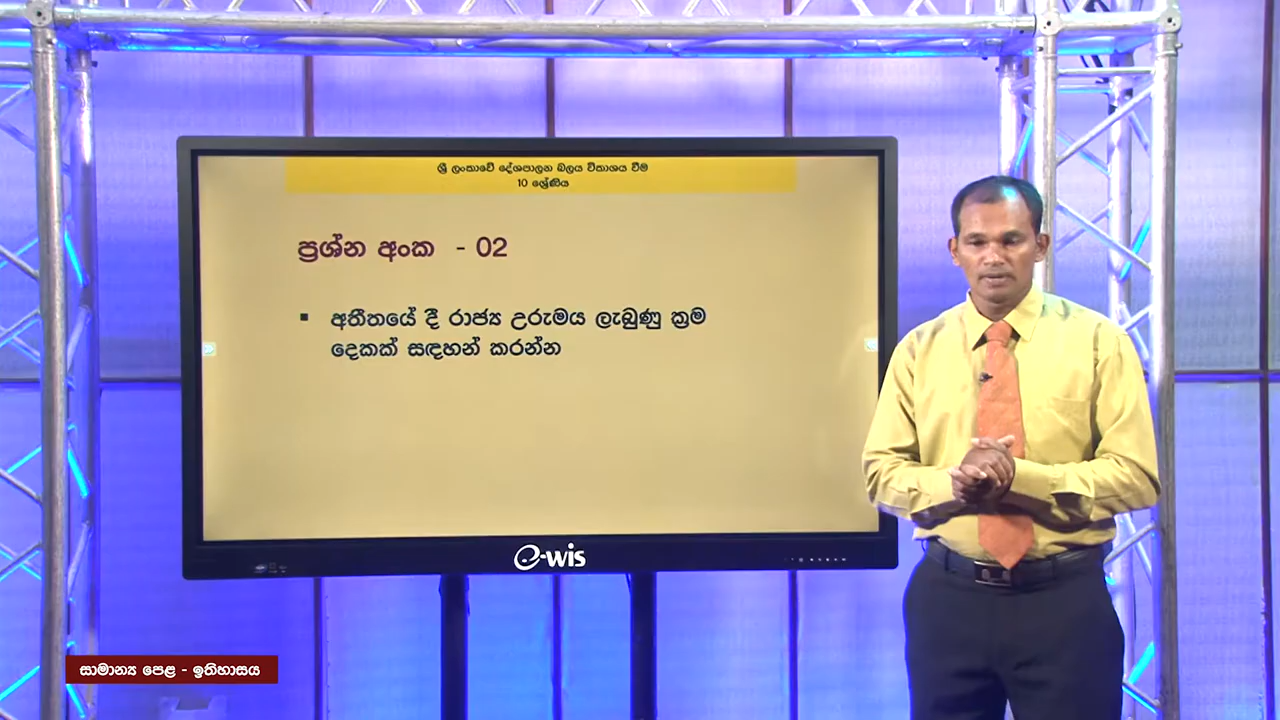 ශ්‍රී ලංකාවේ දේශපාලන බලය විකාශය වීම
10 ශ්‍රේණිය
ප්‍රශ්න අංක - 02
▪ අතීතයේ දී රාජ්‍ය උරුමය ලැබුණු ක්‍රම
දෙකක් සඳහන් කරන්න
e-wis
සාමාන්‍ය පෙළ - ඉතිහාසය